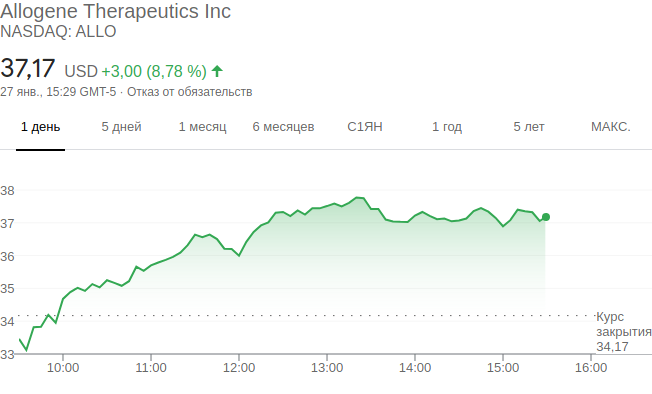 Allogene Therapeutics Inc
NASDAQ: ALLO
37,17 USD +3,00 (8,78 %)
27 янв., 15:29 GMT-5 · Отказ от обязательств
1 день 5 дней 1 месяц 6 месяцев С1ЯН 1 год 5 лет МАКС.
38
37
36
35
34
33
Курс
закрытия
34,17
10:00 11:00 12:00 13:00 14:00 15:00 16:00